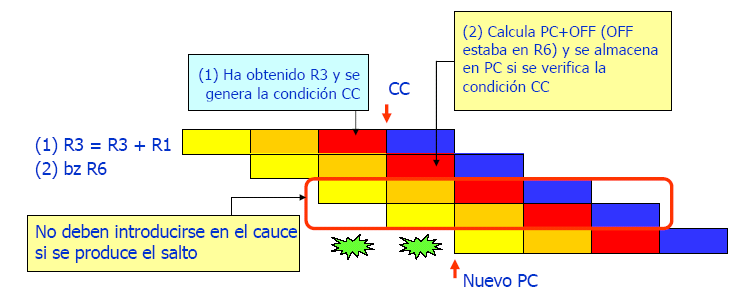 (1) Ha obtenido R3 y se
genera la condición CC
CC
(2) Calcula PC+OFF (OFF
estaba en R6) y se almacena
en PC si se verifica la
condición CC
(1) R3 = R3 + R1
(2) bz R6
No deben introducirse en el cauce
si se produce el salto
Nuevo PC